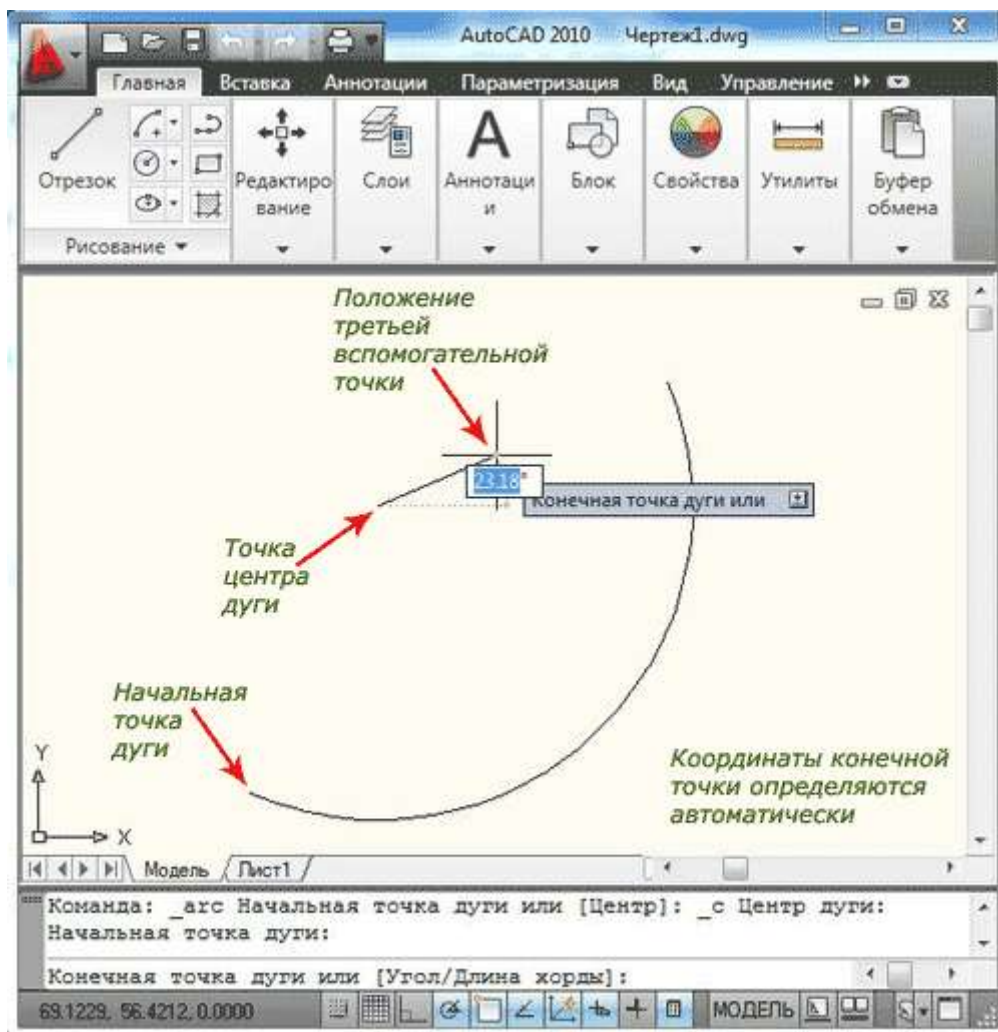 AutoCAD 2010 Чертеж1.dwg
Главная Вставка Аннотации Параметризация Вид Управление
Отрезок
Редактиро
вание
Слои
Аннотаци
и
Блок
Свойства
Утилиты
Буфер
обмена
Рисование
Положение
третьей
вспомогательной
точки
23.18°
Конечная точка дуги или
Точка
центра
дуги
Начальная
точка
дуги
Координаты конечной
точки определяются
автоматически
Y
X
Модель Лист1
Команда: _arc Начальная точка дуги или [Центр]: _c Центр дуги:
Начальная точка дуги:
Конечная точка дуги или [Угол/Длина хорды]:
69.1229, 56.4212, 0.0000 МОДЕЛЬ